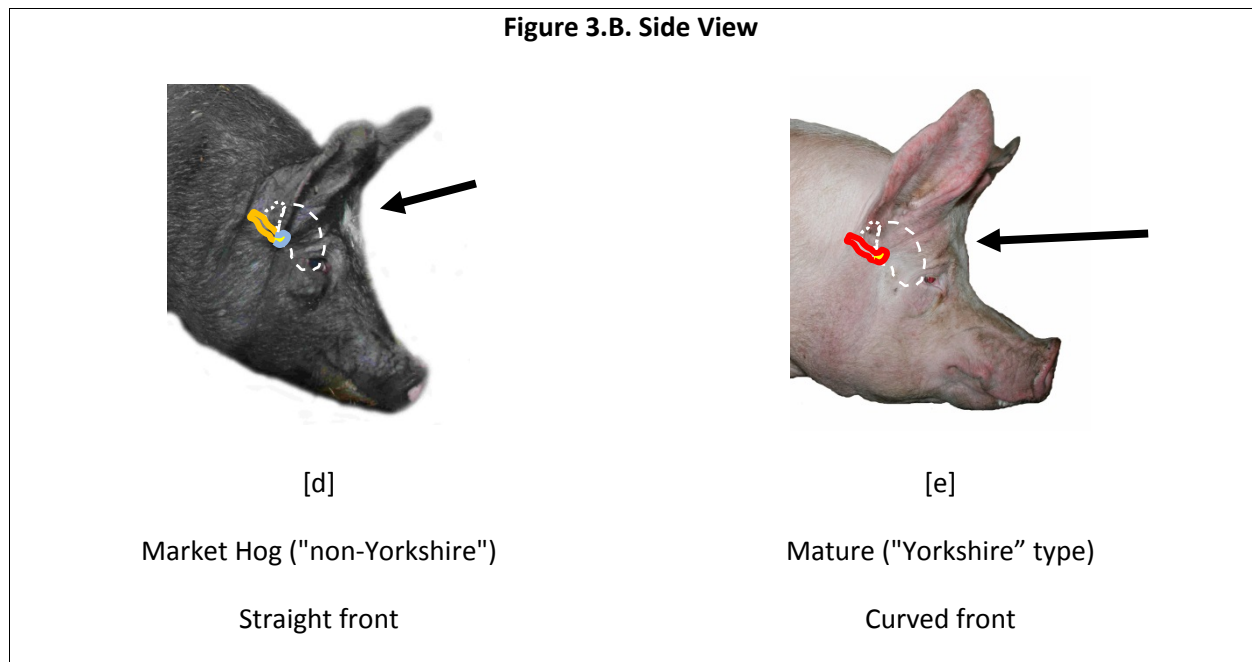 Figure 3.B. Side View
[d]
[e]
Market Hog ("non-Yorkshire")
Mature ("Yorkshire” type)
Straight front
Curved front